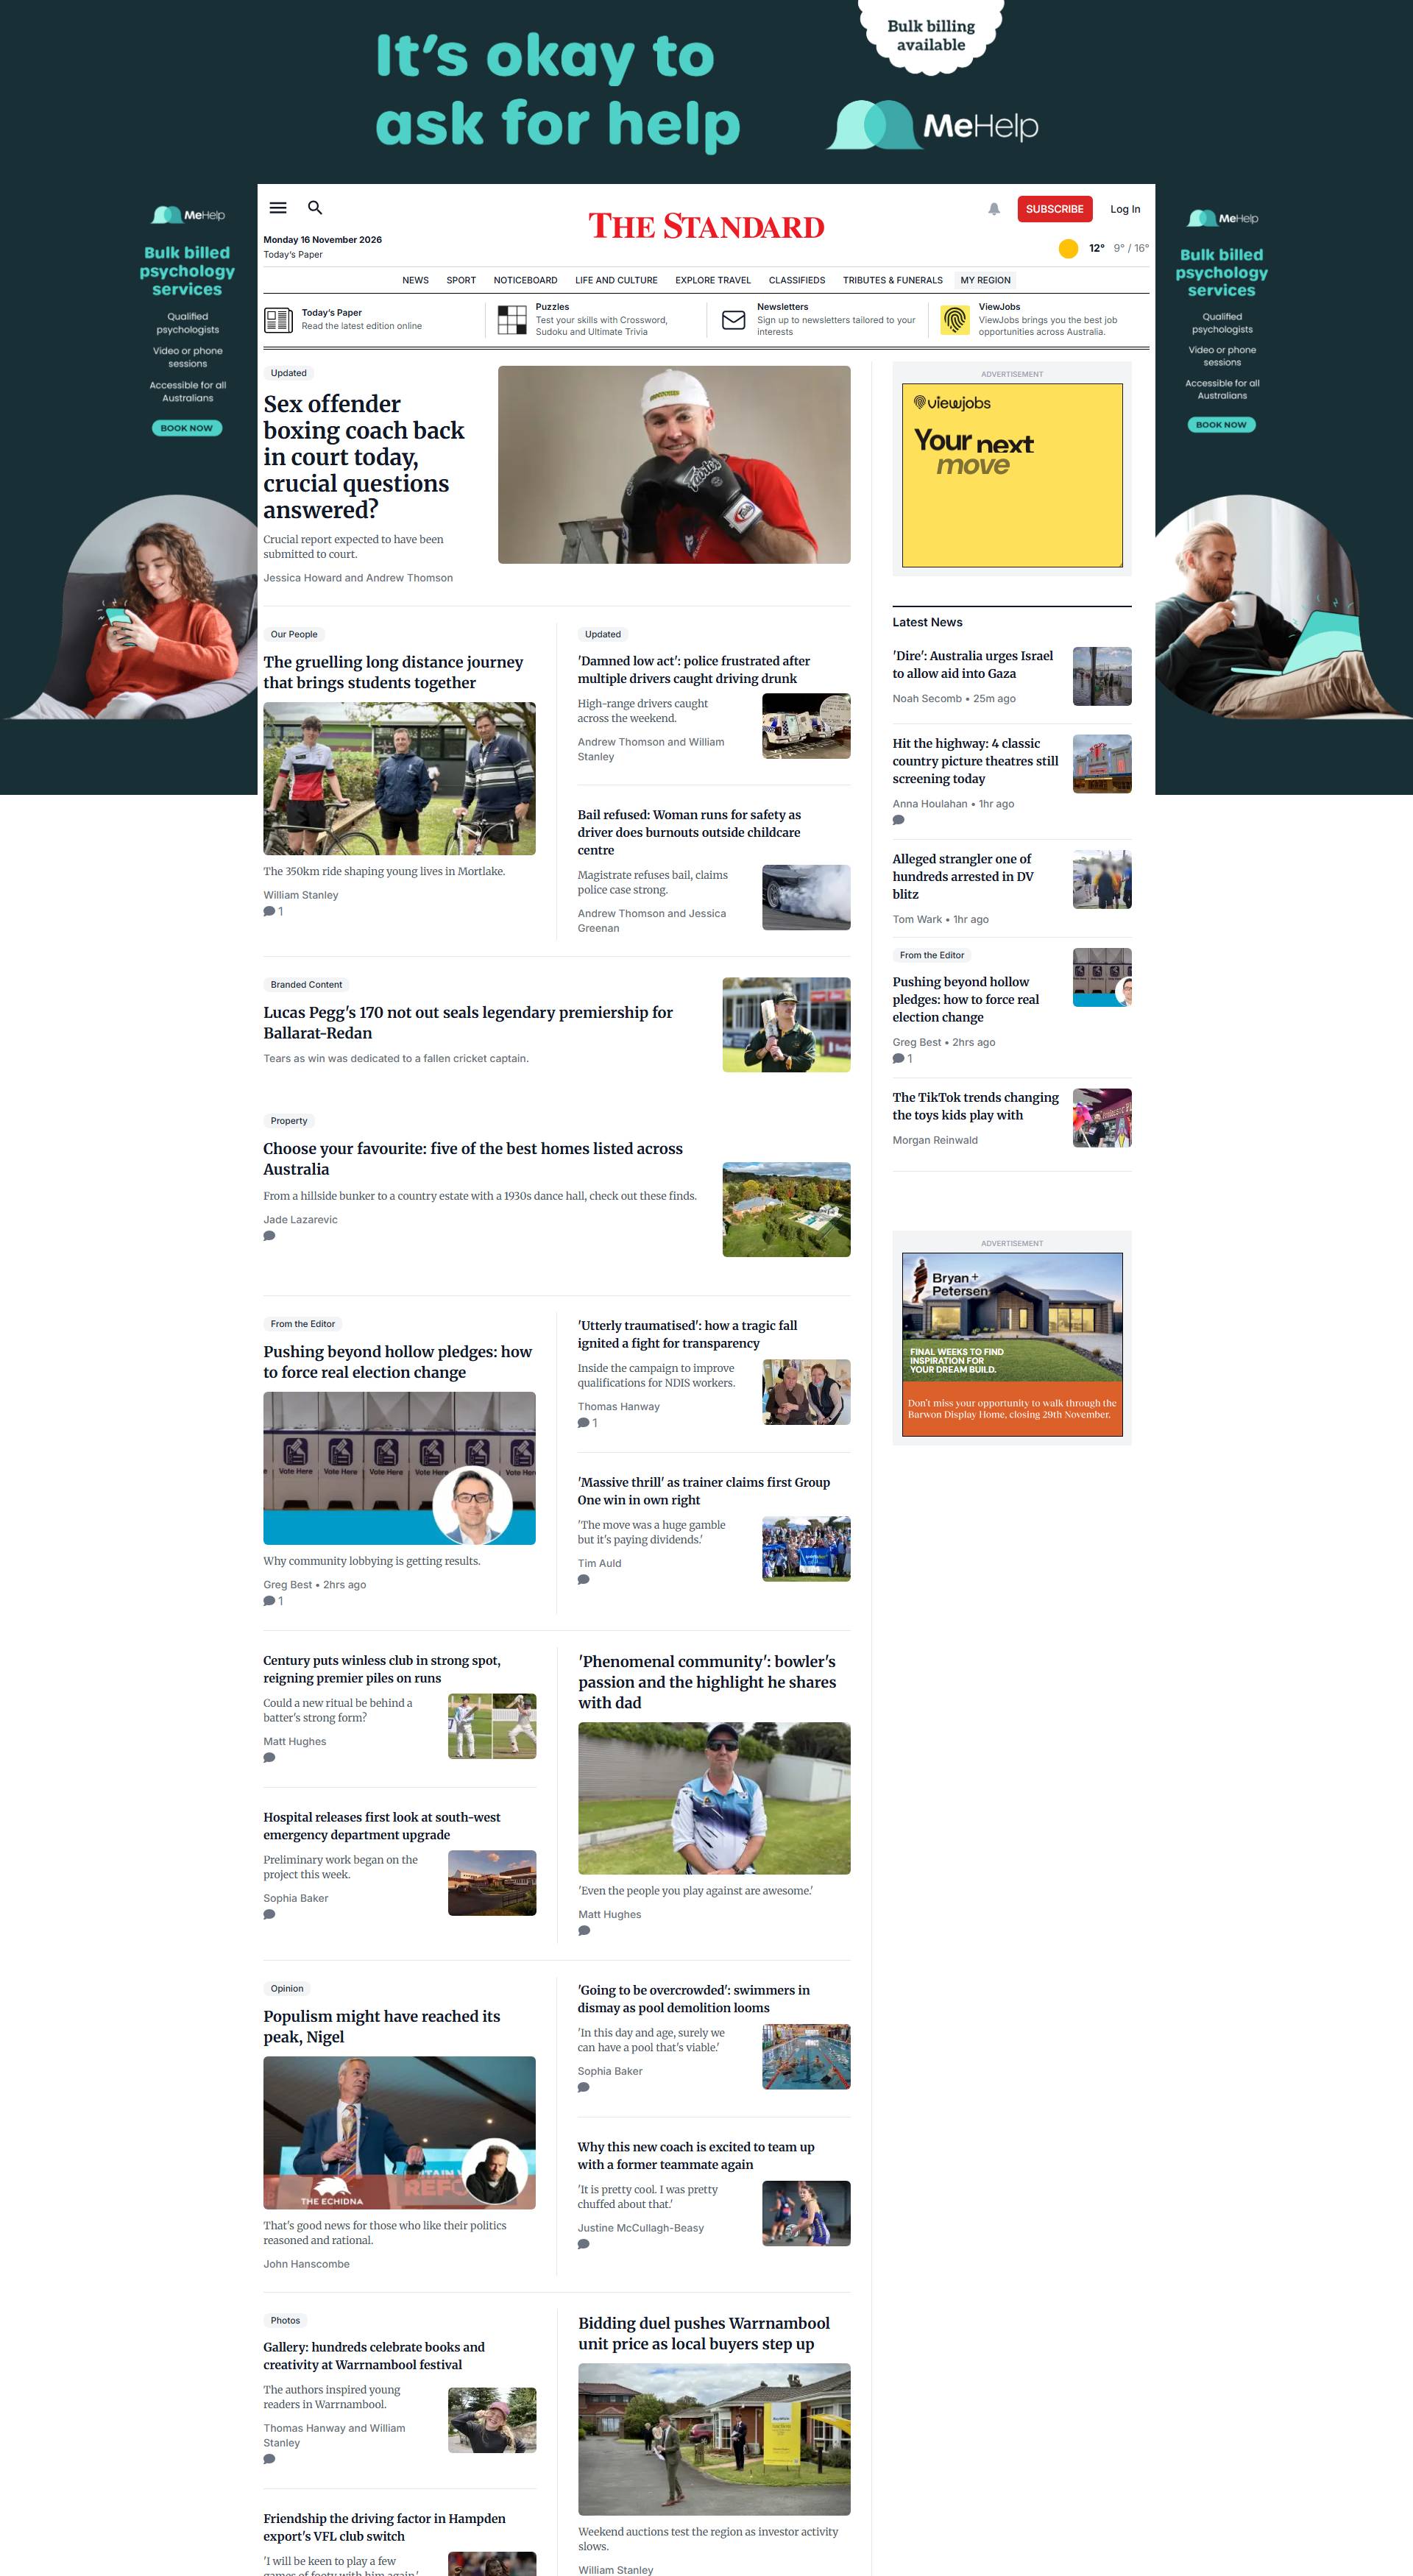 It's okay to
ask for help
Bulk billing
available
MeHelp
MeHelp
Bulk billed
psychology
services
Qualified
psychologists
Video or phone
sessions
Accessible for all
Australians
BOOK NOW
SUBSCRIBE
Log In
THE STANDARD
Monday 16 November 2026
Today's Paper
12° 9° / 16°
NEWS SPORT NOTICEBOARD LIFE AND CULTURE EXPLORE TRAVEL CLASSIFIEDS TRIBUTES & FUNERALS MY REGION
Today's Paper
Read the latest edition online
Puzzles
Test your skills with Crossword,
Sudoku and Ultimate Trivia
Newsletters
Sign up to newsletters tailored to your
interests
ViewJobs
ViewJobs brings you the best job
opportunities across Australia.
MeHelp
Bulk billed
psychology
services
Qualified
psychologists
Video or phone
sessions
Accessible for all
Australians
BOOK NOW
Updated
Sex offender
boxing coach back
in court today,
crucial questions
answered?
Crucial report expected to have been
submitted to court.
Jessica Howard and Andrew Thomson
Fairtex
Our People
The gruelling long distance journey
that brings students together
The 350km ride shaping young lives in Mortlake.
William Stanley
1
Updated
'Damned low act': police frustrated after
multiple drivers caught driving drunk
High-range drivers caught
across the weekend.
Andrew Thomson and William
Stanley
Bail refused: Woman runs for safety as
driver does burnouts outside childcare
centre
Magistrate refuses bail, claims
police case strong.
Andrew Thomson and Jessica
Greenan
Branded Content
Lucas Pegg's 170 not out seals legendary premiership for
Ballarat-Redan
Tears as win was dedicated to a fallen cricket captain.
Property
Choose your favourite: five of the best homes listed across
Australia
From a hillside bunker to a country estate with a 1930s dance hall, check out these finds.
Jade Lazarevic
From the Editor
Pushing beyond hollow pledges: how
to force real election change
Vote Here Vote Here Vote Here Vote Here
Why community lobbying is getting results.
Greg Best • 2hrs ago
1
'Utterly traumatised': how a tragic fall
ignited a fight for transparency
Inside the campaign to improve
qualifications for NDIS workers.
Thomas Hanway
1
'Massive thrill' as trainer claims first Group
One win in own right
'The move was a huge gamble
but it's paying dividends.'
Tim Auld
Century puts winless club in strong spot,
reigning premier piles on runs
Could a new ritual be behind a
batter's strong form?
Matt Hughes
Hospital releases first look at south-west
emergency department upgrade
Preliminary work began on the
project this week.
Sophia Baker
'Phenomenal community': bowler's
passion and the highlight he shares
with dad
'Even the people you play against are awesome.'
Matt Hughes
Opinion
Populism might have reached its
peak, Nigel
THE ECHIDNA
That's good news for those who like their politics
reasoned and rational.
John Hanscombe
'Going to be overcrowded': swimmers in
dismay as pool demolition looms
'In this day and age, surely we
can have a pool that's viable.'
Sophia Baker
Why this new coach is excited to team up
with a former teammate again
'It is pretty cool. I was pretty
chuffed about that.'
Justine McCullagh-Beasy
Photos
Gallery: hundreds celebrate books and
creativity at Warrnambool festival
The authors inspired young
readers in Warrnambool.
Thomas Hanway and William
Stanley
Friendship the driving factor in Hampden
export's VFL club switch
'I will be keen to play a few
games of footy with him again.'
Bidding duel pushes Warrnambool
unit price as local buyers step up
Weekend auctions test the region as investor activity
slows.
William Stanley
ADVERTISEMENT
viewjobs
Your next
move
Latest News
'Dire': Australia urges Israel
to allow aid into Gaza
Noah Secomb • 25m ago
Hit the highway: 4 classic
country picture theatres still
screening today
Anna Houlahan • 1hr ago
Alleged strangler one of
hundreds arrested in DV
blitz
Tom Wark • 1hr ago
From the Editor
Pushing beyond hollow
pledges: how to force real
election change
Greg Best • 2hrs ago
1
The TikTok trends changing
the toys kids play with
Morgan Reinwald
ADVERTISEMENT
Bryan +
Petersen
FINAL WEEKS TO FIND
INSPIRATION FOR
YOUR DREAM BUILD.
Don't miss your opportunity to walk through the
Barwon Display Home, closing 29th November.